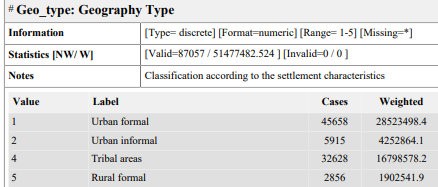 # Geo_type: Geography Type
Information [Type= discrete] [Format=numeric] [Range= 1-5] [Missing=*]
Statistics [NW/ W] [Valid=87057 / 51477482.524 ] [Invalid=0 / 0 ]
Notes Classification according to the settlement characteristics
Value Label Cases Weighted
1 Urban formal 45658 28523498.4
2 Urban informal 5915 4252864.1
4 Tribal areas 32628 16798578.2
5 Rural formal 2856 1902541.9